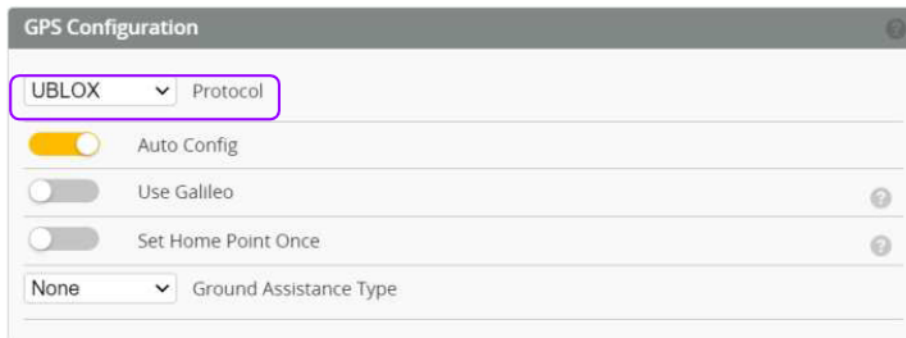 GPS Configuration
UBLOX Protocol
Auto Config
Use Galileo
Set Home Point Once
None Ground Assistance Type